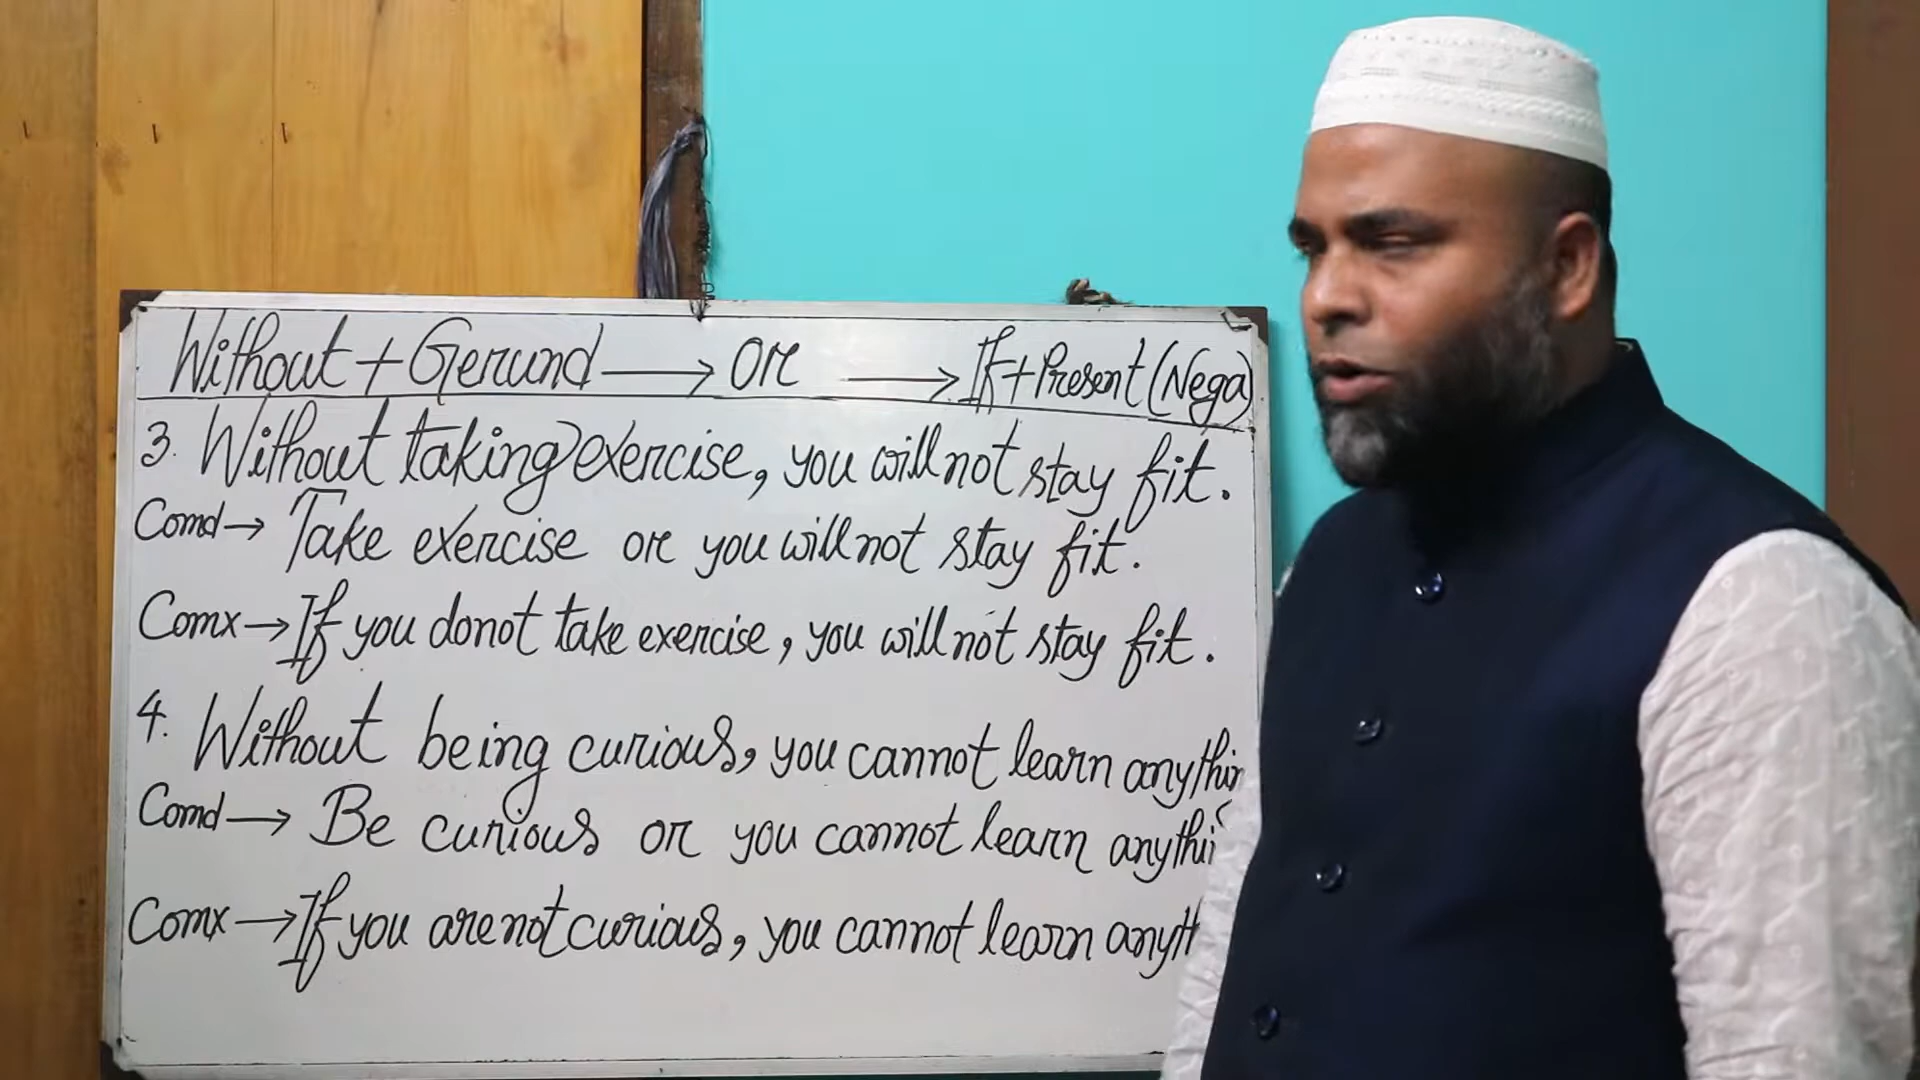 Without + Gerund → or → If + Present (Nega)
3. Without taking exercise, you will not stay fit.
Comd → Take exercise or you will not stay fit.
Comx → If you donot take exercise, you will not stay fit.
4. Without being curious, you cannot learn anythin
Comd → Be curious or you cannot learn anythi
Comx → If you are not curious, you cannot learn anyth